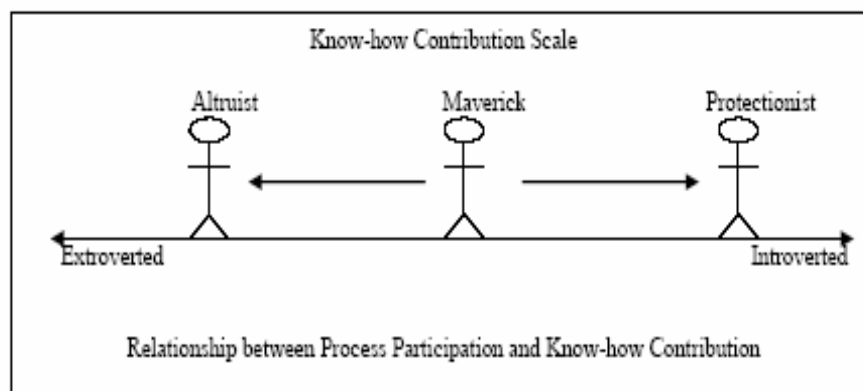 Know-how Contribution Scale
Altruist Maverick Protectionist
Extroverted Introverted
Relationship between Process Participation and Know-how Contribution